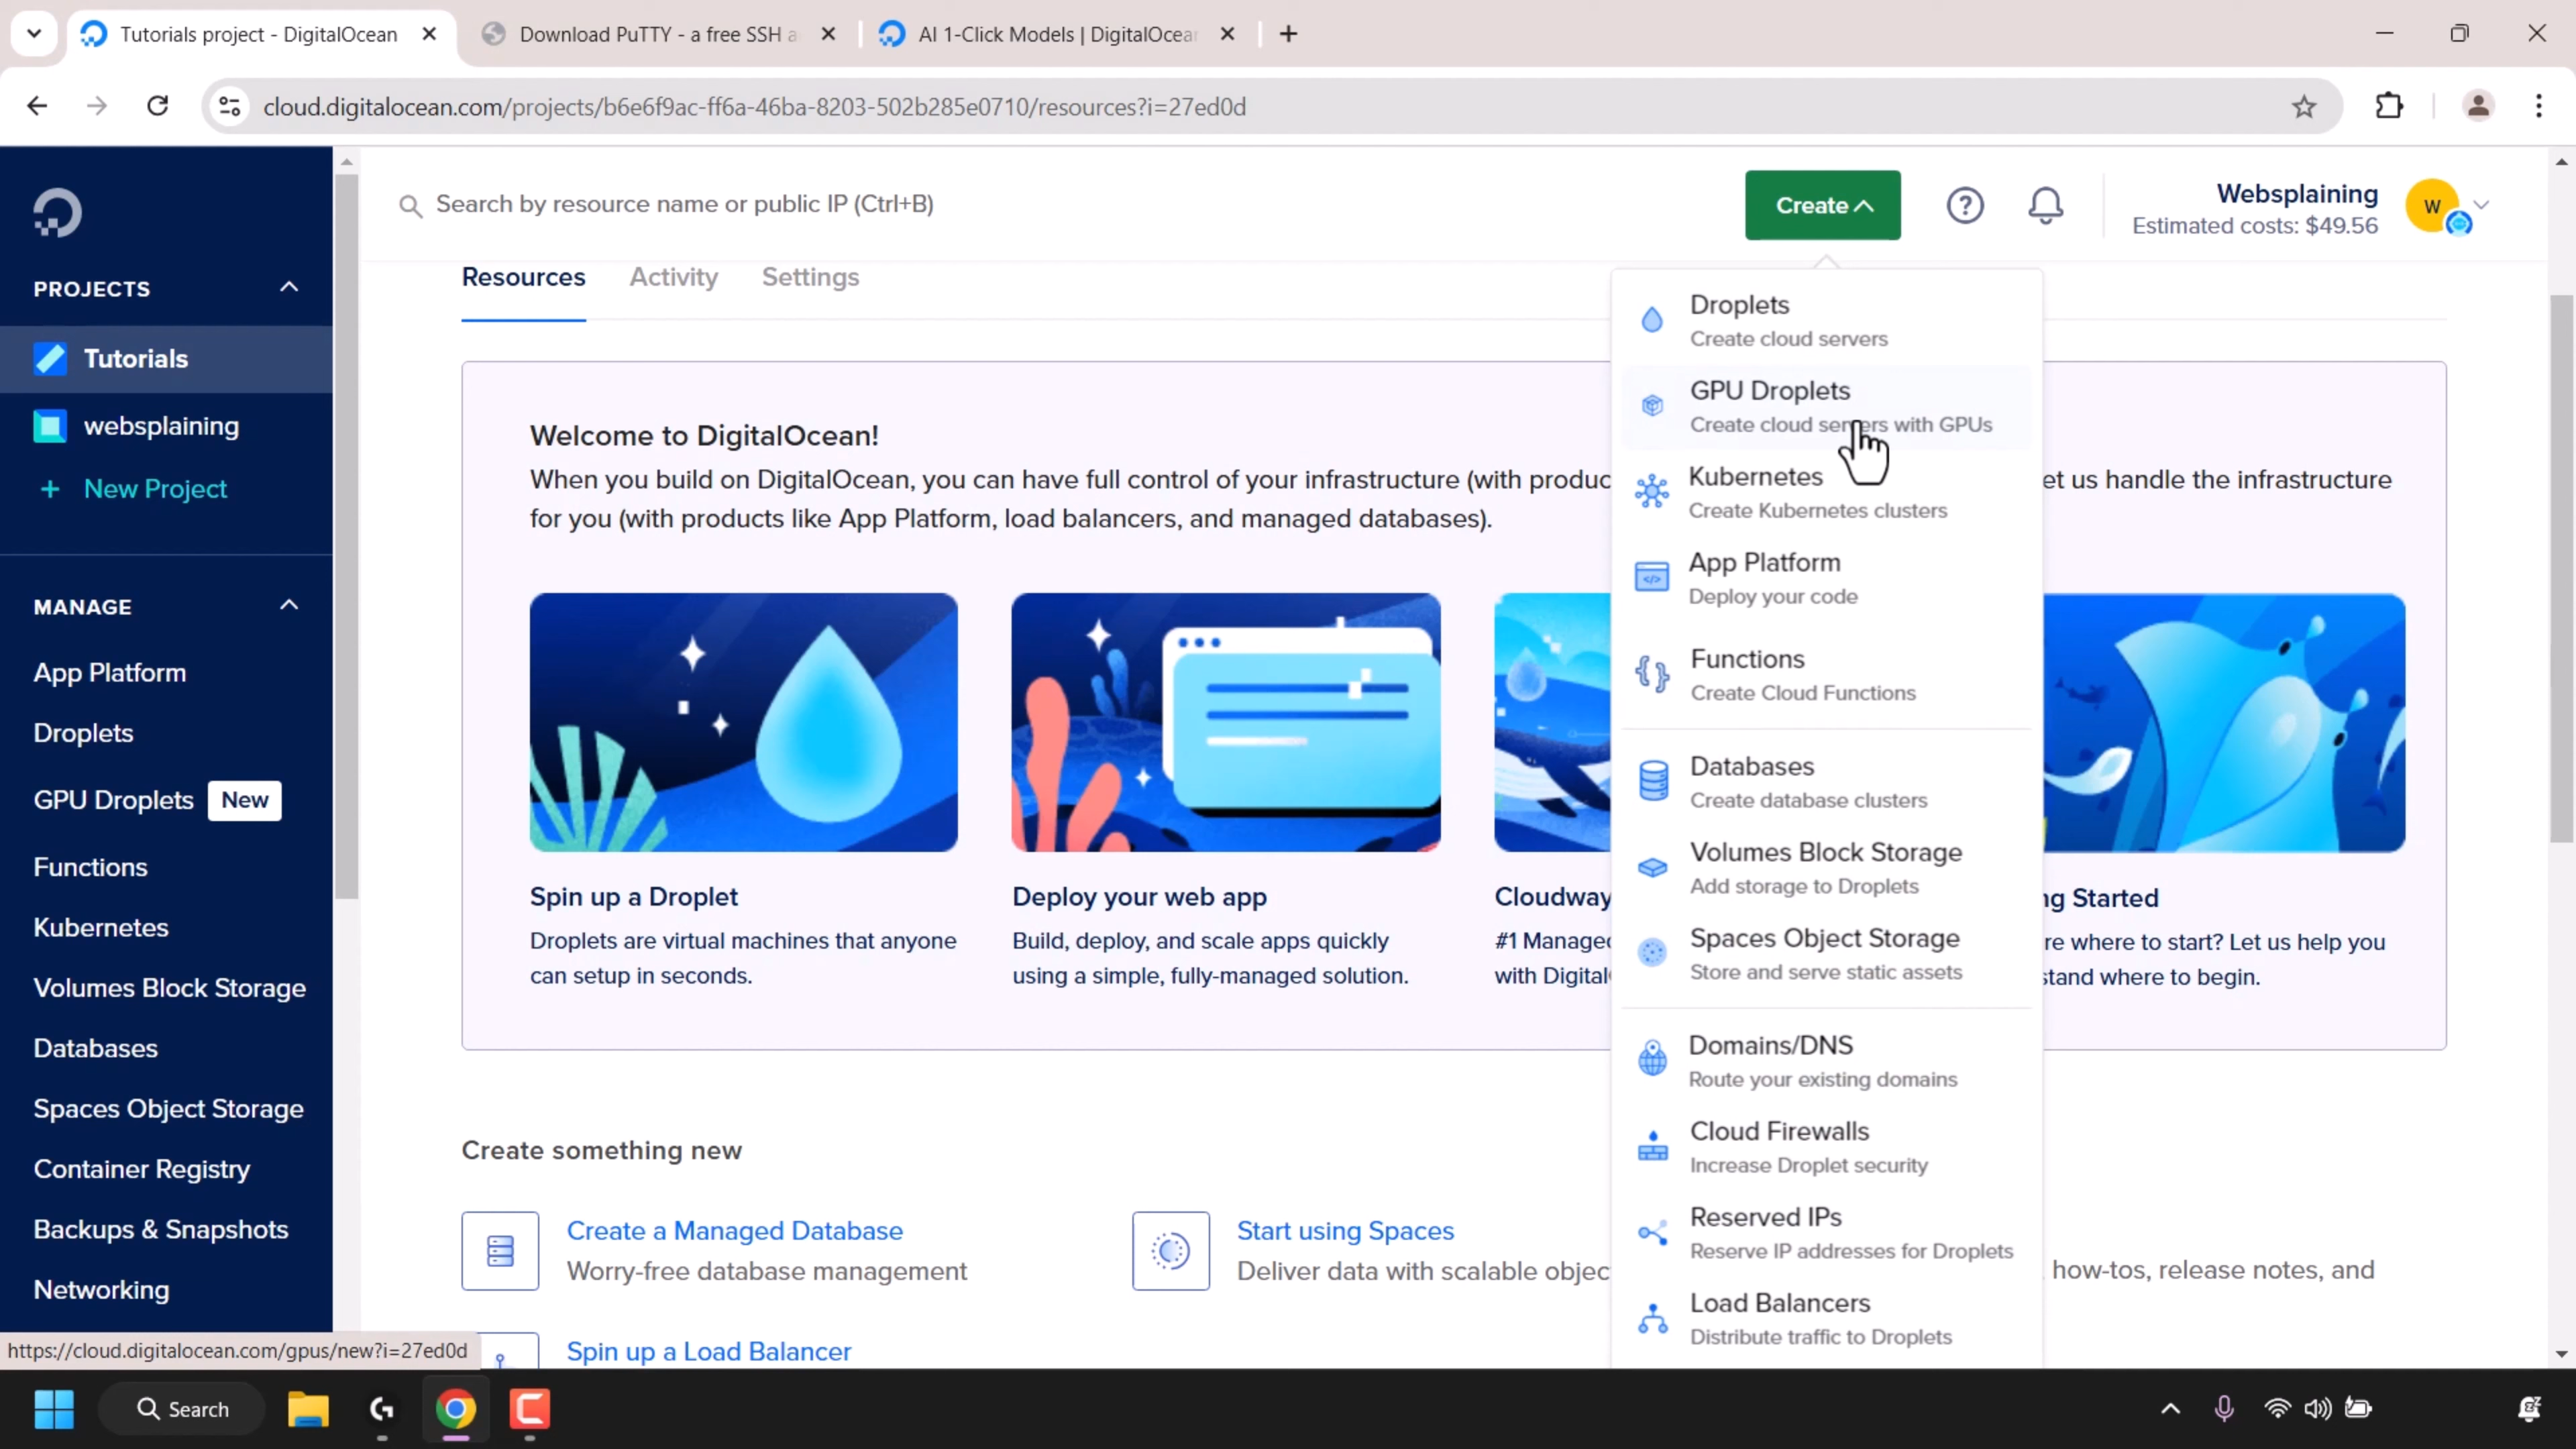 Tutorials project - DigitalOcean
Download PuTTY - a free SSH a
AI 1-Click Models | DigitalOcean
cloud.digitalocean.com/projects/b6e6f9ac-ff6a-46ba-8203-502b285e0710/resources?i=27ed0d
Search by resource name or public IP (Ctrl+B)
Create
Websplaining
Estimated costs: $49.56
W
PROJECTS
Tutorials
websplaining
+ New Project
MANAGE
App Platform
Droplets
GPU Droplets New
Functions
Kubernetes
Volumes Block Storage
Databases
Spaces Object Storage
Container Registry
Backups & Snapshots
Networking
https://cloud.digitalocean.com/gpus/new?i=27ed0d
Resources Activity Settings
Welcome to DigitalOcean!
When you build on DigitalOcean, you can have full control of your infrastructure (with produc
et us handle the infrastructure
for you (with products like App Platform, load balancers, and managed databases).
Spin up a Droplet
Droplets are virtual machines that anyone
can setup in seconds.
Deploy your web app
Build, deploy, and scale apps quickly
using a simple, fully-managed solution.
Cloudway
#1 Manage
with Digital
ng Started
re where to start? Let us help you
stand where to begin.
Create something new
Create a Managed Database
Worry-free database management
Start using Spaces
Deliver data with scalable objec
how-tos, release notes, and
Spin up a Load Balancer
Droplets
Create cloud servers
GPU Droplets
Create cloud servers with GPUs
Kubernetes
Create Kubernetes clusters
App Platform
Deploy your code
Functions
Create Cloud Functions
Databases
Create database clusters
Volumes Block Storage
Add storage to Droplets
Spaces Object Storage
Store and serve static assets
Domains/DNS
Route your existing domains
Cloud Firewalls
Increase Droplet security
Reserved IPs
Reserve IP addresses for Droplets
Load Balancers
Distribute traffic to Droplets
Search